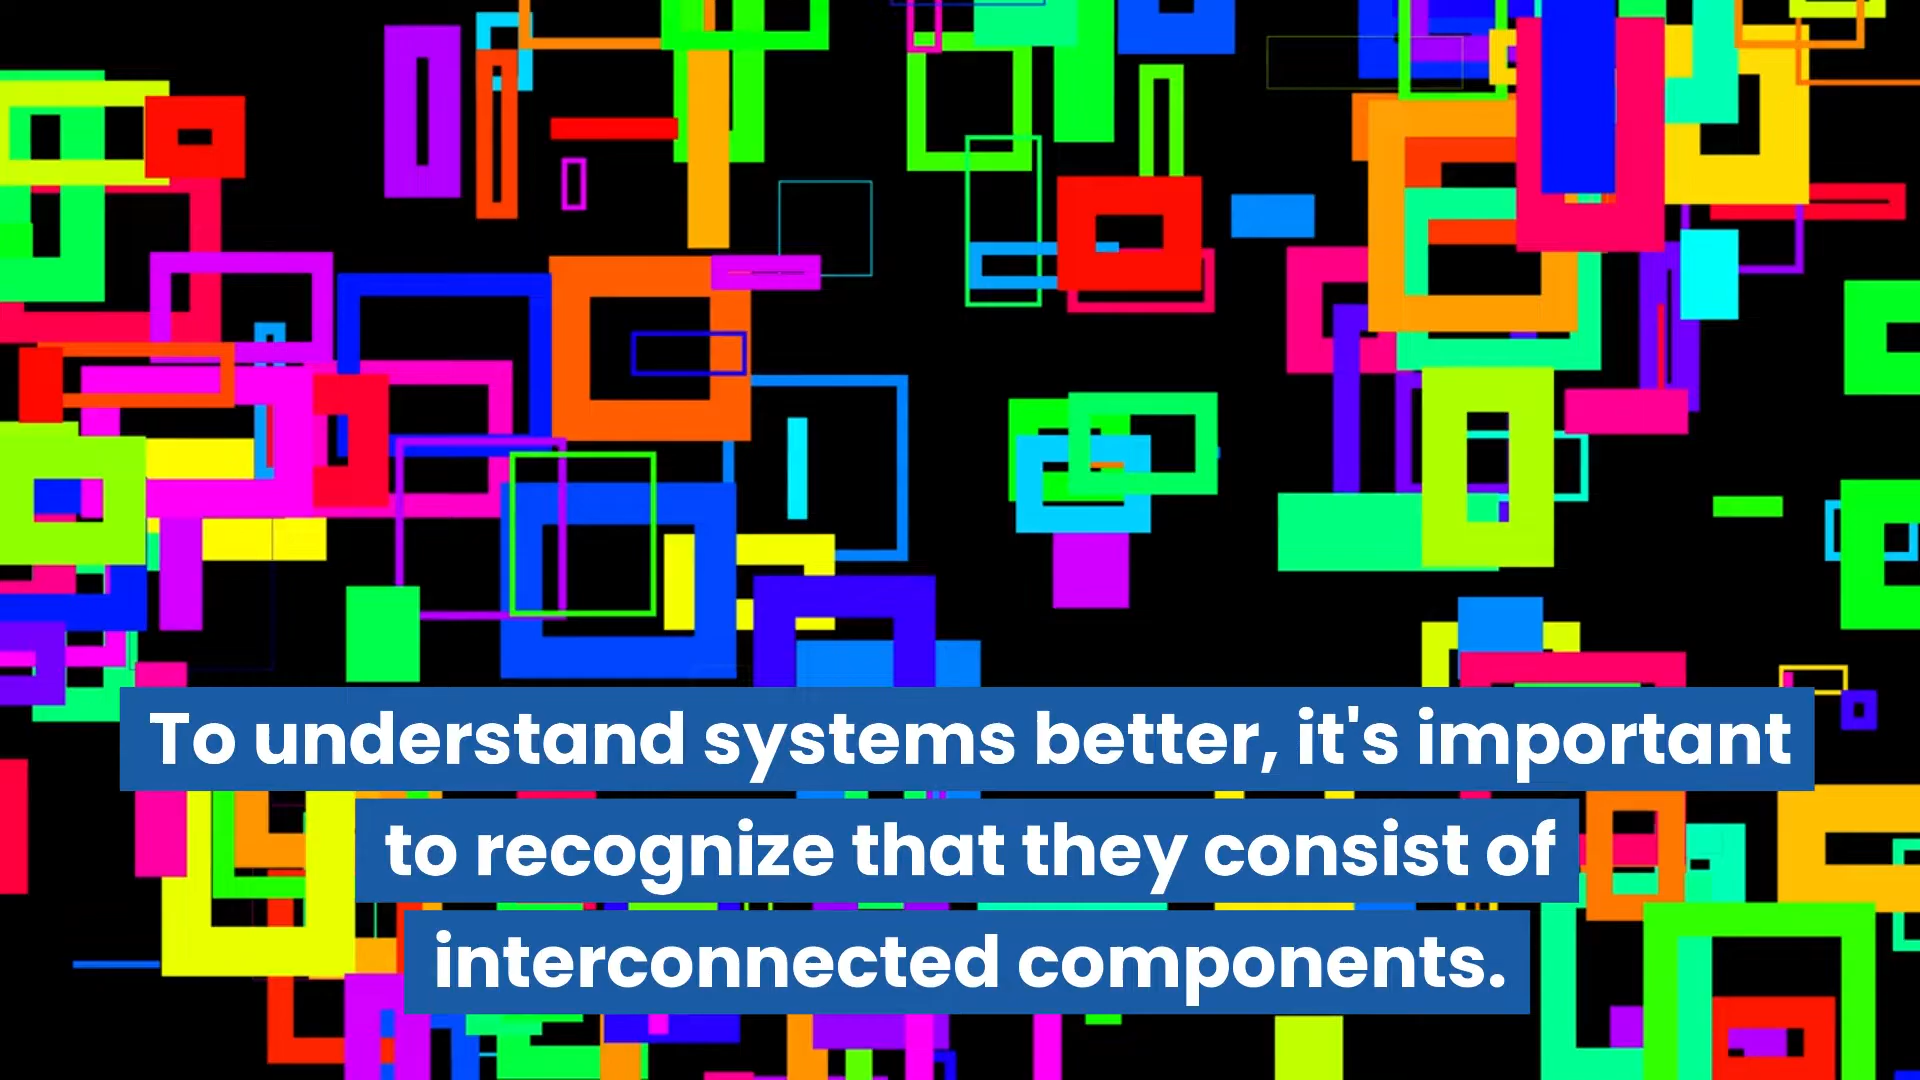 To understand systems better, it's important
to recognize that they consist of
interconnected components.